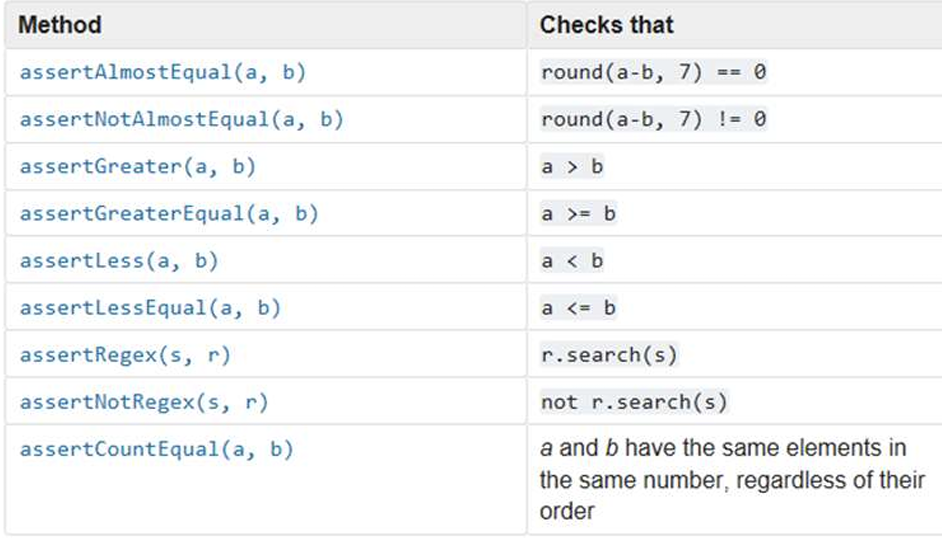 Method Checks that
assertAlmostEqual(a, b) round(a-b, 7) == 0
assertNotAlmostEqual(a, b) round(a-b, 7) != 0
assertGreater(a, b) a > b
assertGreaterEqual(a, b) a >= b
assertLess(a, b) a < b
assertLessEqual(a, b) a <= b
assertRegex(s, r) r.search(s)
assertNotRegex(s, r) not r.search(s)
assertCountEqual(a, b) a and b have the same elements in
the same number, regardless of their
order